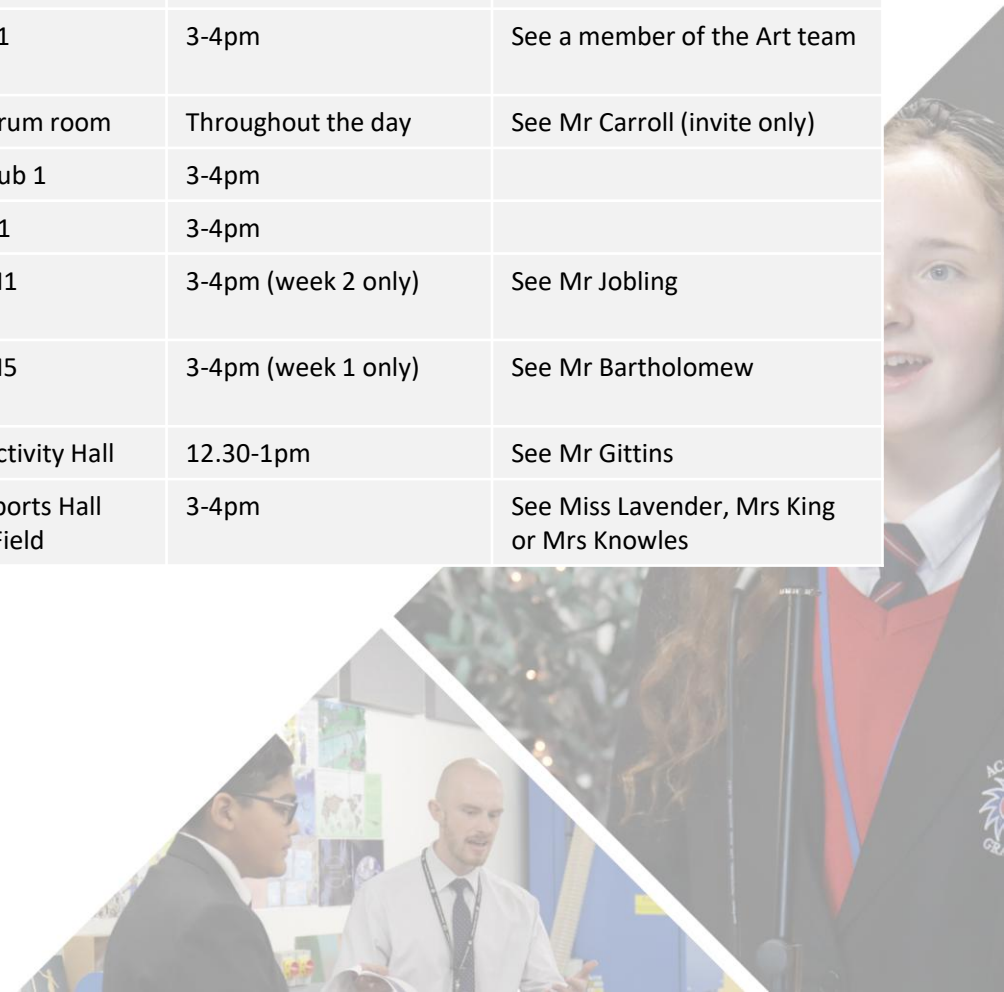 1 3-4pm See a member of the Art team
rum room Throughout the day See Mr Carroll (invite only)
ub 1 3-4pm
1 3-4pm
1 3-4pm (week 2 only) See Mr Jobling
5 3-4pm (week 1 only) See Mr Bartholomew
ctivity Hall 12.30-1pm See Mr Gittins
ports Hall 3-4pm See Miss Lavender, Mrs King
ield or Mrs Knowles
AC
GRA